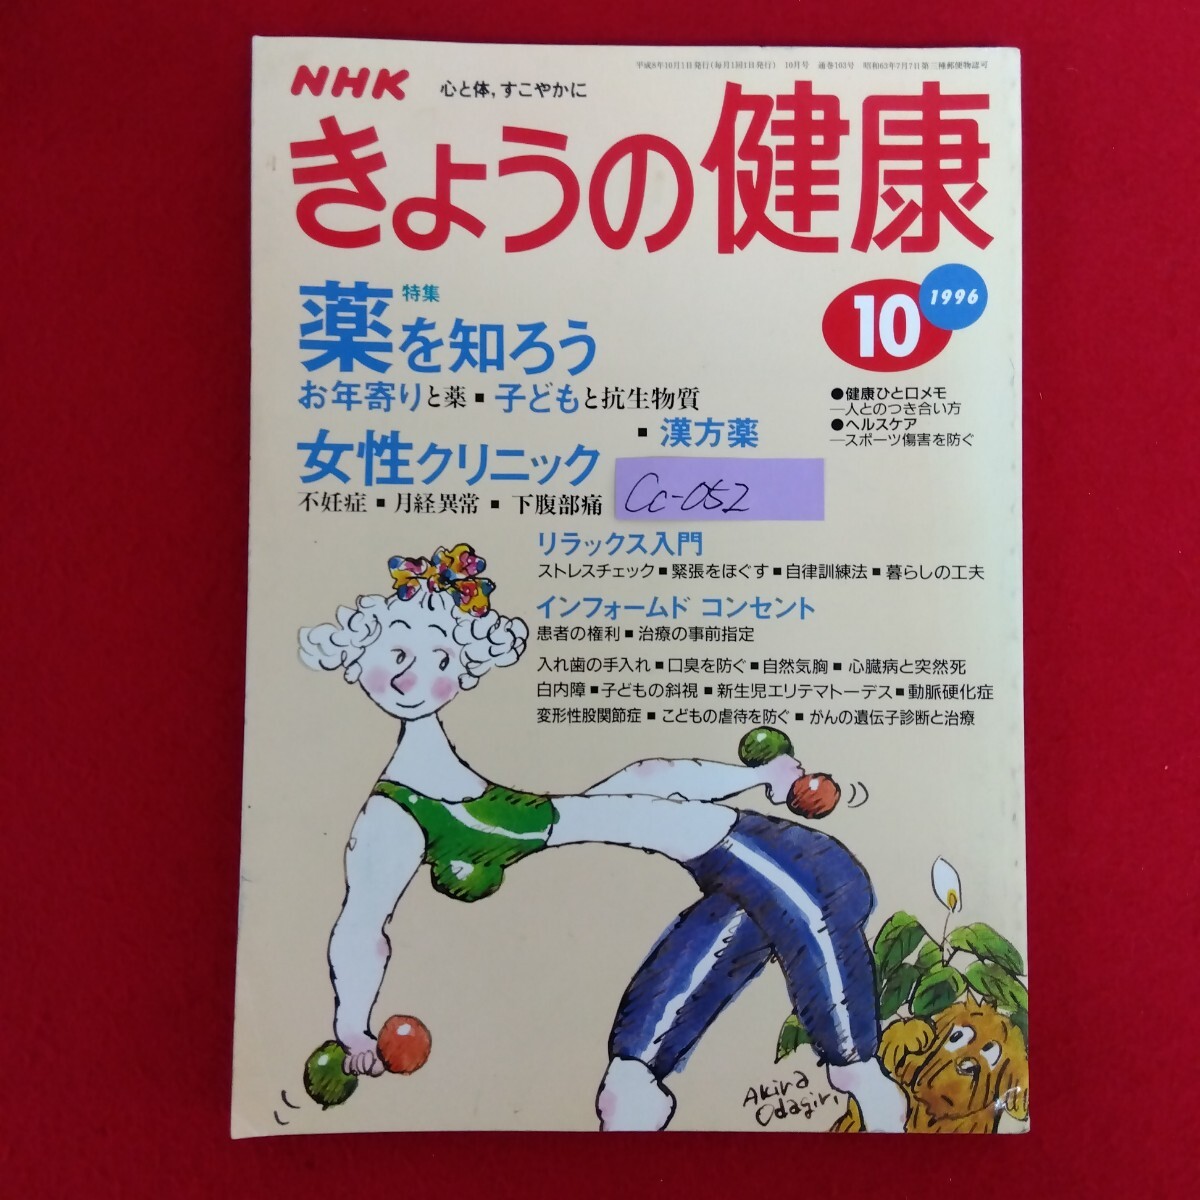 平成8年10月1日発行(毎月1回1日発行) 10月号 通巻103号 昭和63年7月7日第三種郵便物認可
NHK 心と体,すこやかに
きょうの健康
10 1996
特集
薬を知ろう
お年寄りと薬■子どもと抗生物質
■漢方薬
●健康ひと口メモ
―人とのつき合い方
●ヘルスケア
―スポーツ傷害を防ぐ
女性クリニック
不妊症■月経異常■下腹部痛
Cc-052
リラックス入門
ストレスチェック■緊張をほぐす■自律訓練法■暮らしの工夫
インフォームド コンセント
患者の権利■治療の事前指定
入れ歯の手入れ■口臭を防ぐ■自然気胸■心臓病と突然死
白内障■子どもの斜視■新生児エリテマトーデス■動脈硬化症
変形性股関節症■こどもの虐待を防ぐ■がんの遺伝子診断と治療
Akira
Odagiri